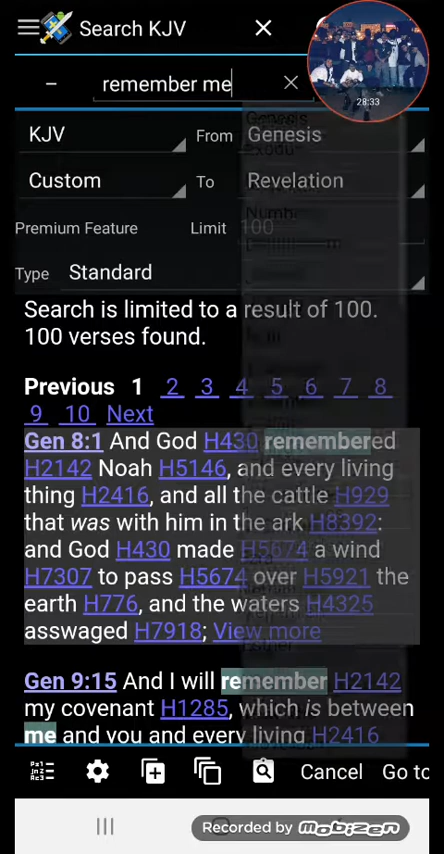 Search KJV
28:33
remember me
KJV From Genesis
Custom To Revelation
Premium Feature Limit 100
Type Standard
Search is limited to a result of 100.
100 verses found.
Previous 1 2 3 4 5 6 7 8
9 10 Next
Gen 8:1 And God H430 remembered
H2142 Noah H5146, and every living
thing H2416, and all the cattle H929
that was with him in the ark H8392:
and God H430 made H5674 a wind
H7307 to pass H5674 over H5921 the
earth H776, and the waters H4325
asswaged H7918; View more
Gen 9:15 And I will remember H2142
my covenant H1285, which is between
me and you and every living H2416
Cancel Go to
Recorded by mobizen